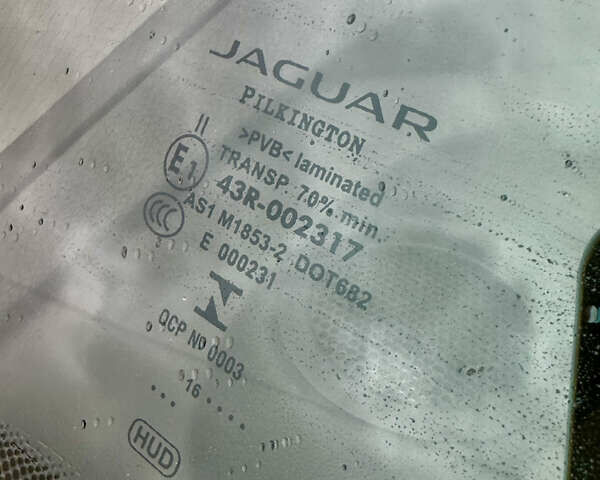 JAGUAR
PILKINGTON
II >PVB< laminated
E1 TRANSP 70% min.
43R-002317
CCC AS1 M1853-2 DOT682
E 000231
QCP NO 0003
16
HUD